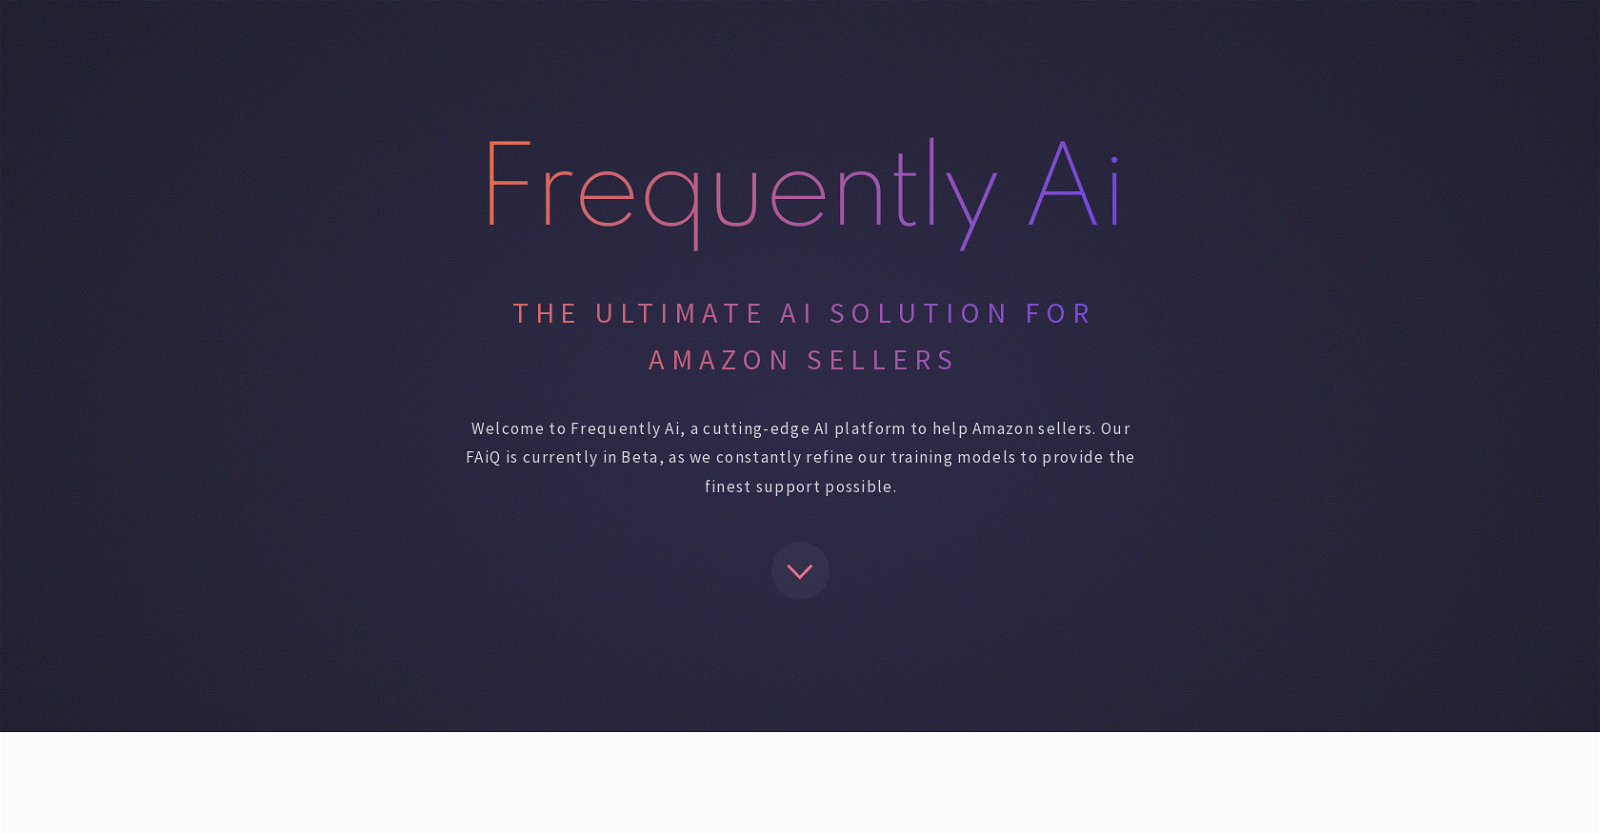 Frequently Ai
THE ULTIMATE AI SOLUTION FOR
AMAZON SELLERS
Welcome to Frequently Ai, a cutting-edge AI platform to help Amazon sellers. Our
FAiQ is currently in Beta, as we constantly refine our training models to provide the
finest support possible.